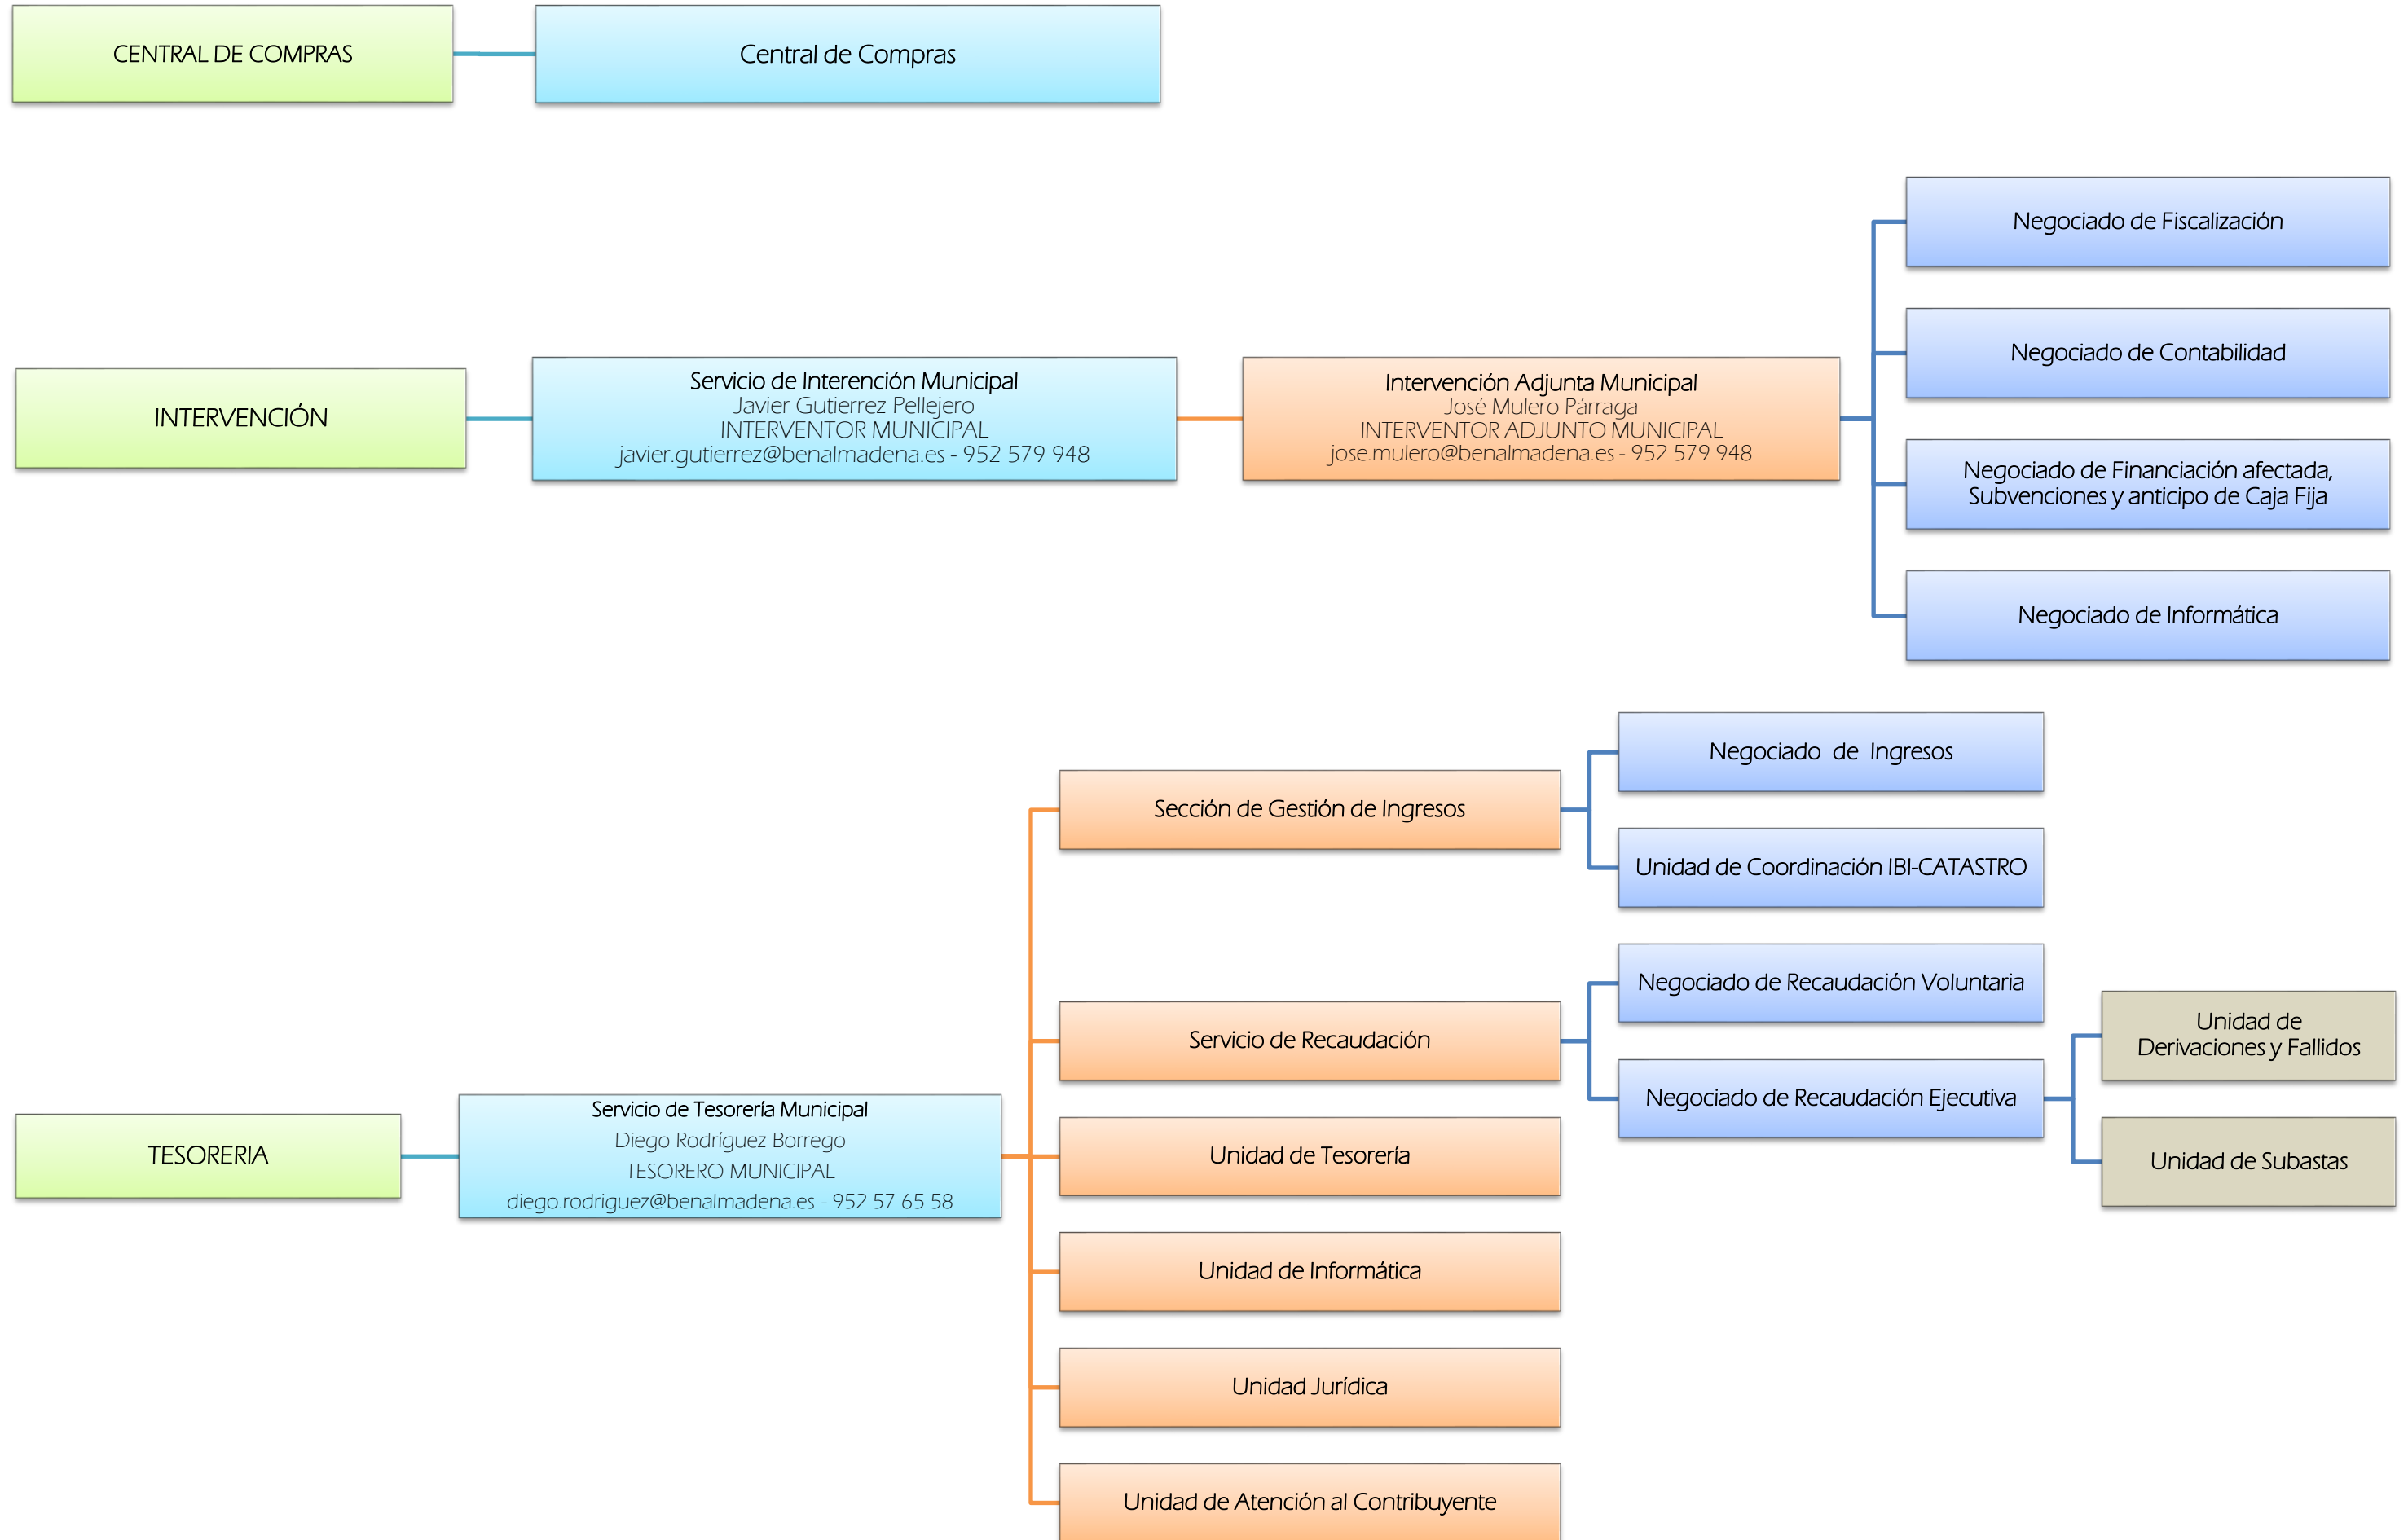 CENTRAL DE COMPRAS
Central de Compras
INTERVENCIÓN
Servicio de Interención Municipal
Javier Gutierrez Pellejero
INTERVENTOR MUNICIPAL
javier.gutierrez@benalmadena.es - 952 579 948
Intervención Adjunta Municipal
José Mulero Párraga
INTERVENTOR ADJUNTO MUNICIPAL
jose.mulero@benalmadena.es - 952 579 948
Negociado de Fiscalización
Negociado de Contabilidad
Negociado de Financiación afectada,
Subvenciones y anticipo de Caja Fija
Negociado de Informática
TESORERIA
Servicio de Tesorería Municipal
Diego Rodríguez Borrego
TESORERO MUNICIPAL
diego.rodriguez@benalmadena.es - 952 57 65 58
Sección de Gestión de Ingresos
Negociado de Ingresos
Unidad de Coordinación IBI-CATASTRO
Servicio de Recaudación
Negociado de Recaudación Voluntaria
Negociado de Recaudación Ejecutiva
Unidad de
Derivaciones y Fallidos
Unidad de Subastas
Unidad de Tesorería
Unidad de Informática
Unidad Jurídica
Unidad de Atención al Contribuyente